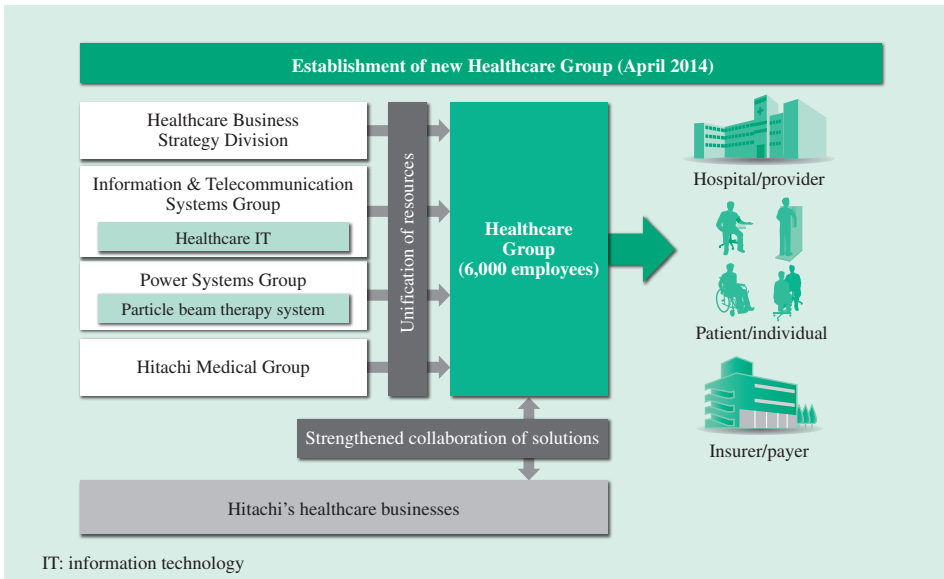 Establishment of new Healthcare Group (April 2014)
Healthcare Business
Strategy Division
Information & Telecommunication
Systems Group
Healthcare IT
Power Systems Group
Particle beam therapy system
Hitachi Medical Group
Unification of resources
Healthcare
Group
(6,000 employees)
Hospital/provider
Patient/individual
Insurer/payer
Strengthened collaboration of solutions
Hitachi’s healthcare businesses
IT: information technology